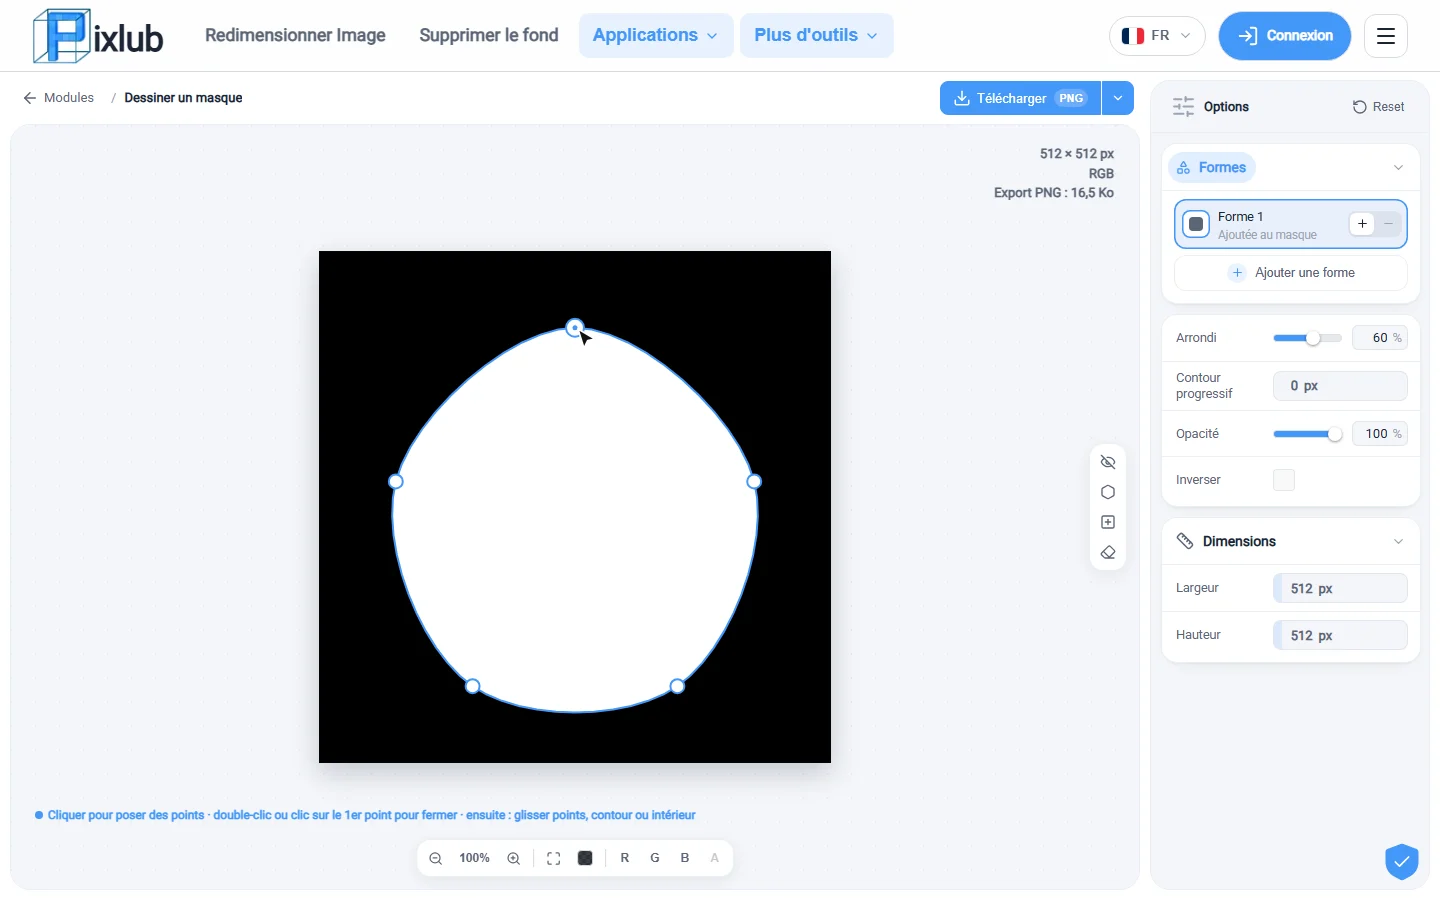 Pixlub
Redimensionner Image
Supprimer le fond
Applications
Plus d'outils
FR
Connexion
Modules / Dessiner un masque
Télécharger PNG
512 × 512 px
RGB
Export PNG : 16,5 Ko
Options
Reset
Formes
Forme 1
Ajoutée au masque
+ −
+ Ajouter une forme
Arrondi 60 %
Contour progressif 0 px
Opacité 100 %
Inverser
Dimensions
Largeur 512 px
Hauteur 512 px
Cliquer pour poser des points · double-clic ou clic sur le 1er point pour fermer · ensuite : glisser points, contour ou intérieur
100% R G B A